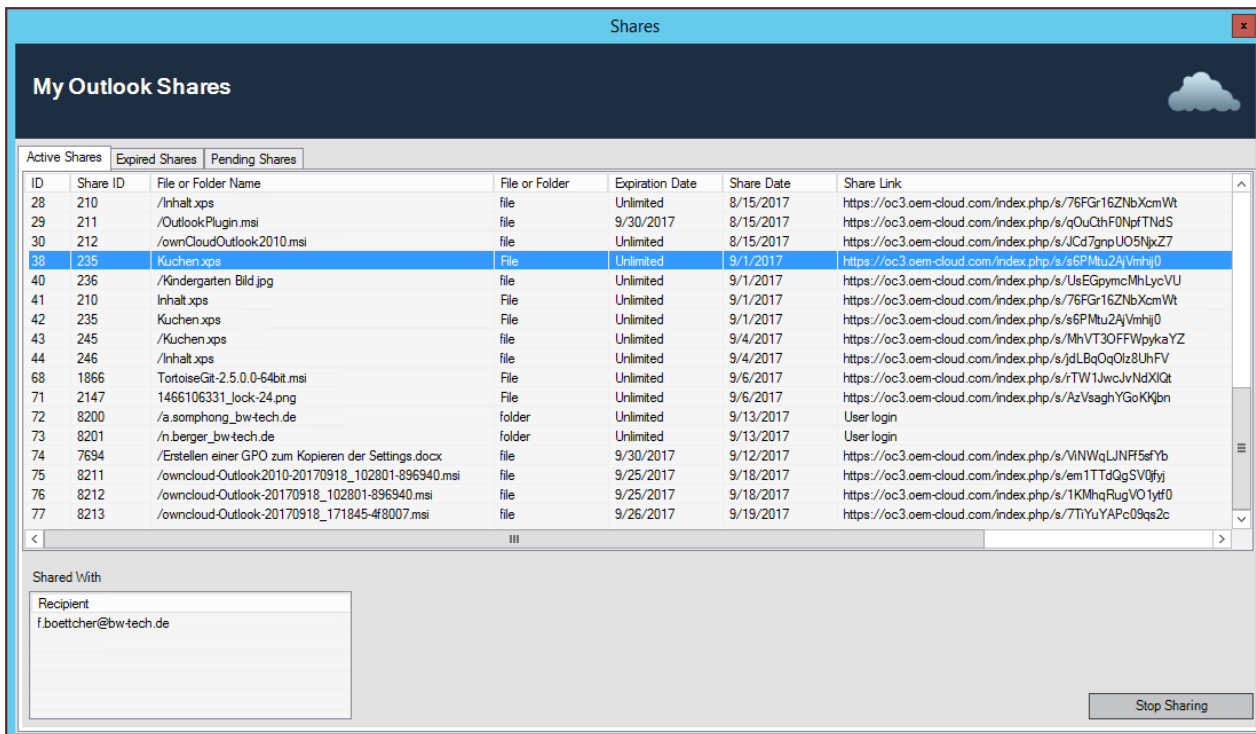 Shares
x
My Outlook Shares
Active Shares Expired Shares Pending Shares
ID Share ID File or Folder Name File or Folder Expiration Date Share Date Share Link
28 210 /Inhalt.xps file Unlimited 8/15/2017 https://oc3.oem-cloud.com/index.php/s/76FGr16ZNbXcmWt
29 211 /OutlookPlugin.msi file 9/30/2017 8/15/2017 https://oc3.oem-cloud.com/index.php/s/qOuCthF0NpfTNdS
30 212 /ownCloudOutlook2010.msi file Unlimited 8/15/2017 https://oc3.oem-cloud.com/index.php/s/JCd7gnpUO5NjxZ7
38 235 Kuchen.xps File Unlimited 9/1/2017 https://oc3.oem-cloud.com/index.php/s/s6PMtu2AjVmhij0
40 236 /Kindergarten Bild.jpg file Unlimited 9/1/2017 https://oc3.oem-cloud.com/index.php/s/UsEGpymcMhLycVU
41 210 Inhalt.xps File Unlimited 9/1/2017 https://oc3.oem-cloud.com/index.php/s/76FGr16ZNbXcmWt
42 235 Kuchen.xps File Unlimited 9/1/2017 https://oc3.oem-cloud.com/index.php/s/s6PMtu2AjVmhij0
43 245 /Kuchen.xps File Unlimited 9/4/2017 https://oc3.oem-cloud.com/index.php/s/MhVT3OFFWpykaYZ
44 246 /Inhalt.xps File Unlimited 9/4/2017 https://oc3.oem-cloud.com/index.php/s/jdLBqOqOlz8UhFV
68 1866 TortoiseGit-2.5.0.0-64bit.msi File Unlimited 9/6/2017 https://oc3.oem-cloud.com/index.php/s/rTW1JwcJvNdXlQt
71 2147 1466106331_lock-24.png File Unlimited 9/6/2017 https://oc3.oem-cloud.com/index.php/s/AzVsaghYGoKKjbn
72 8200 /a.somphong_bw-tech.de folder Unlimited 9/13/2017 User login
73 8201 /n.berger_bw-tech.de folder Unlimited 9/13/2017 User login
74 7694 /Erstellen einer GPO zum Kopieren der Settings.docx file 9/30/2017 9/12/2017 https://oc3.oem-cloud.com/index.php/s/ViNWqLJNFf5sfYb
75 8211 /owncloud-Outlook2010-20170918_102801-896940.msi file 9/25/2017 9/18/2017 https://oc3.oem-cloud.com/index.php/s/em1TTdQgSV0jfyj
76 8212 /owncloud-Outlook-20170918_102801-896940.msi file 9/25/2017 9/18/2017 https://oc3.oem-cloud.com/index.php/s/1KMhqRugVO1ytf0
77 8213 /owncloud-Outlook-20170918_171845-4f8007.msi file 9/26/2017 9/19/2017 https://oc3.oem-cloud.com/index.php/s/7TiYuYAPc09qs2c
Shared With
Recipient
f.boettcher@bw-tech.de
Stop Sharing